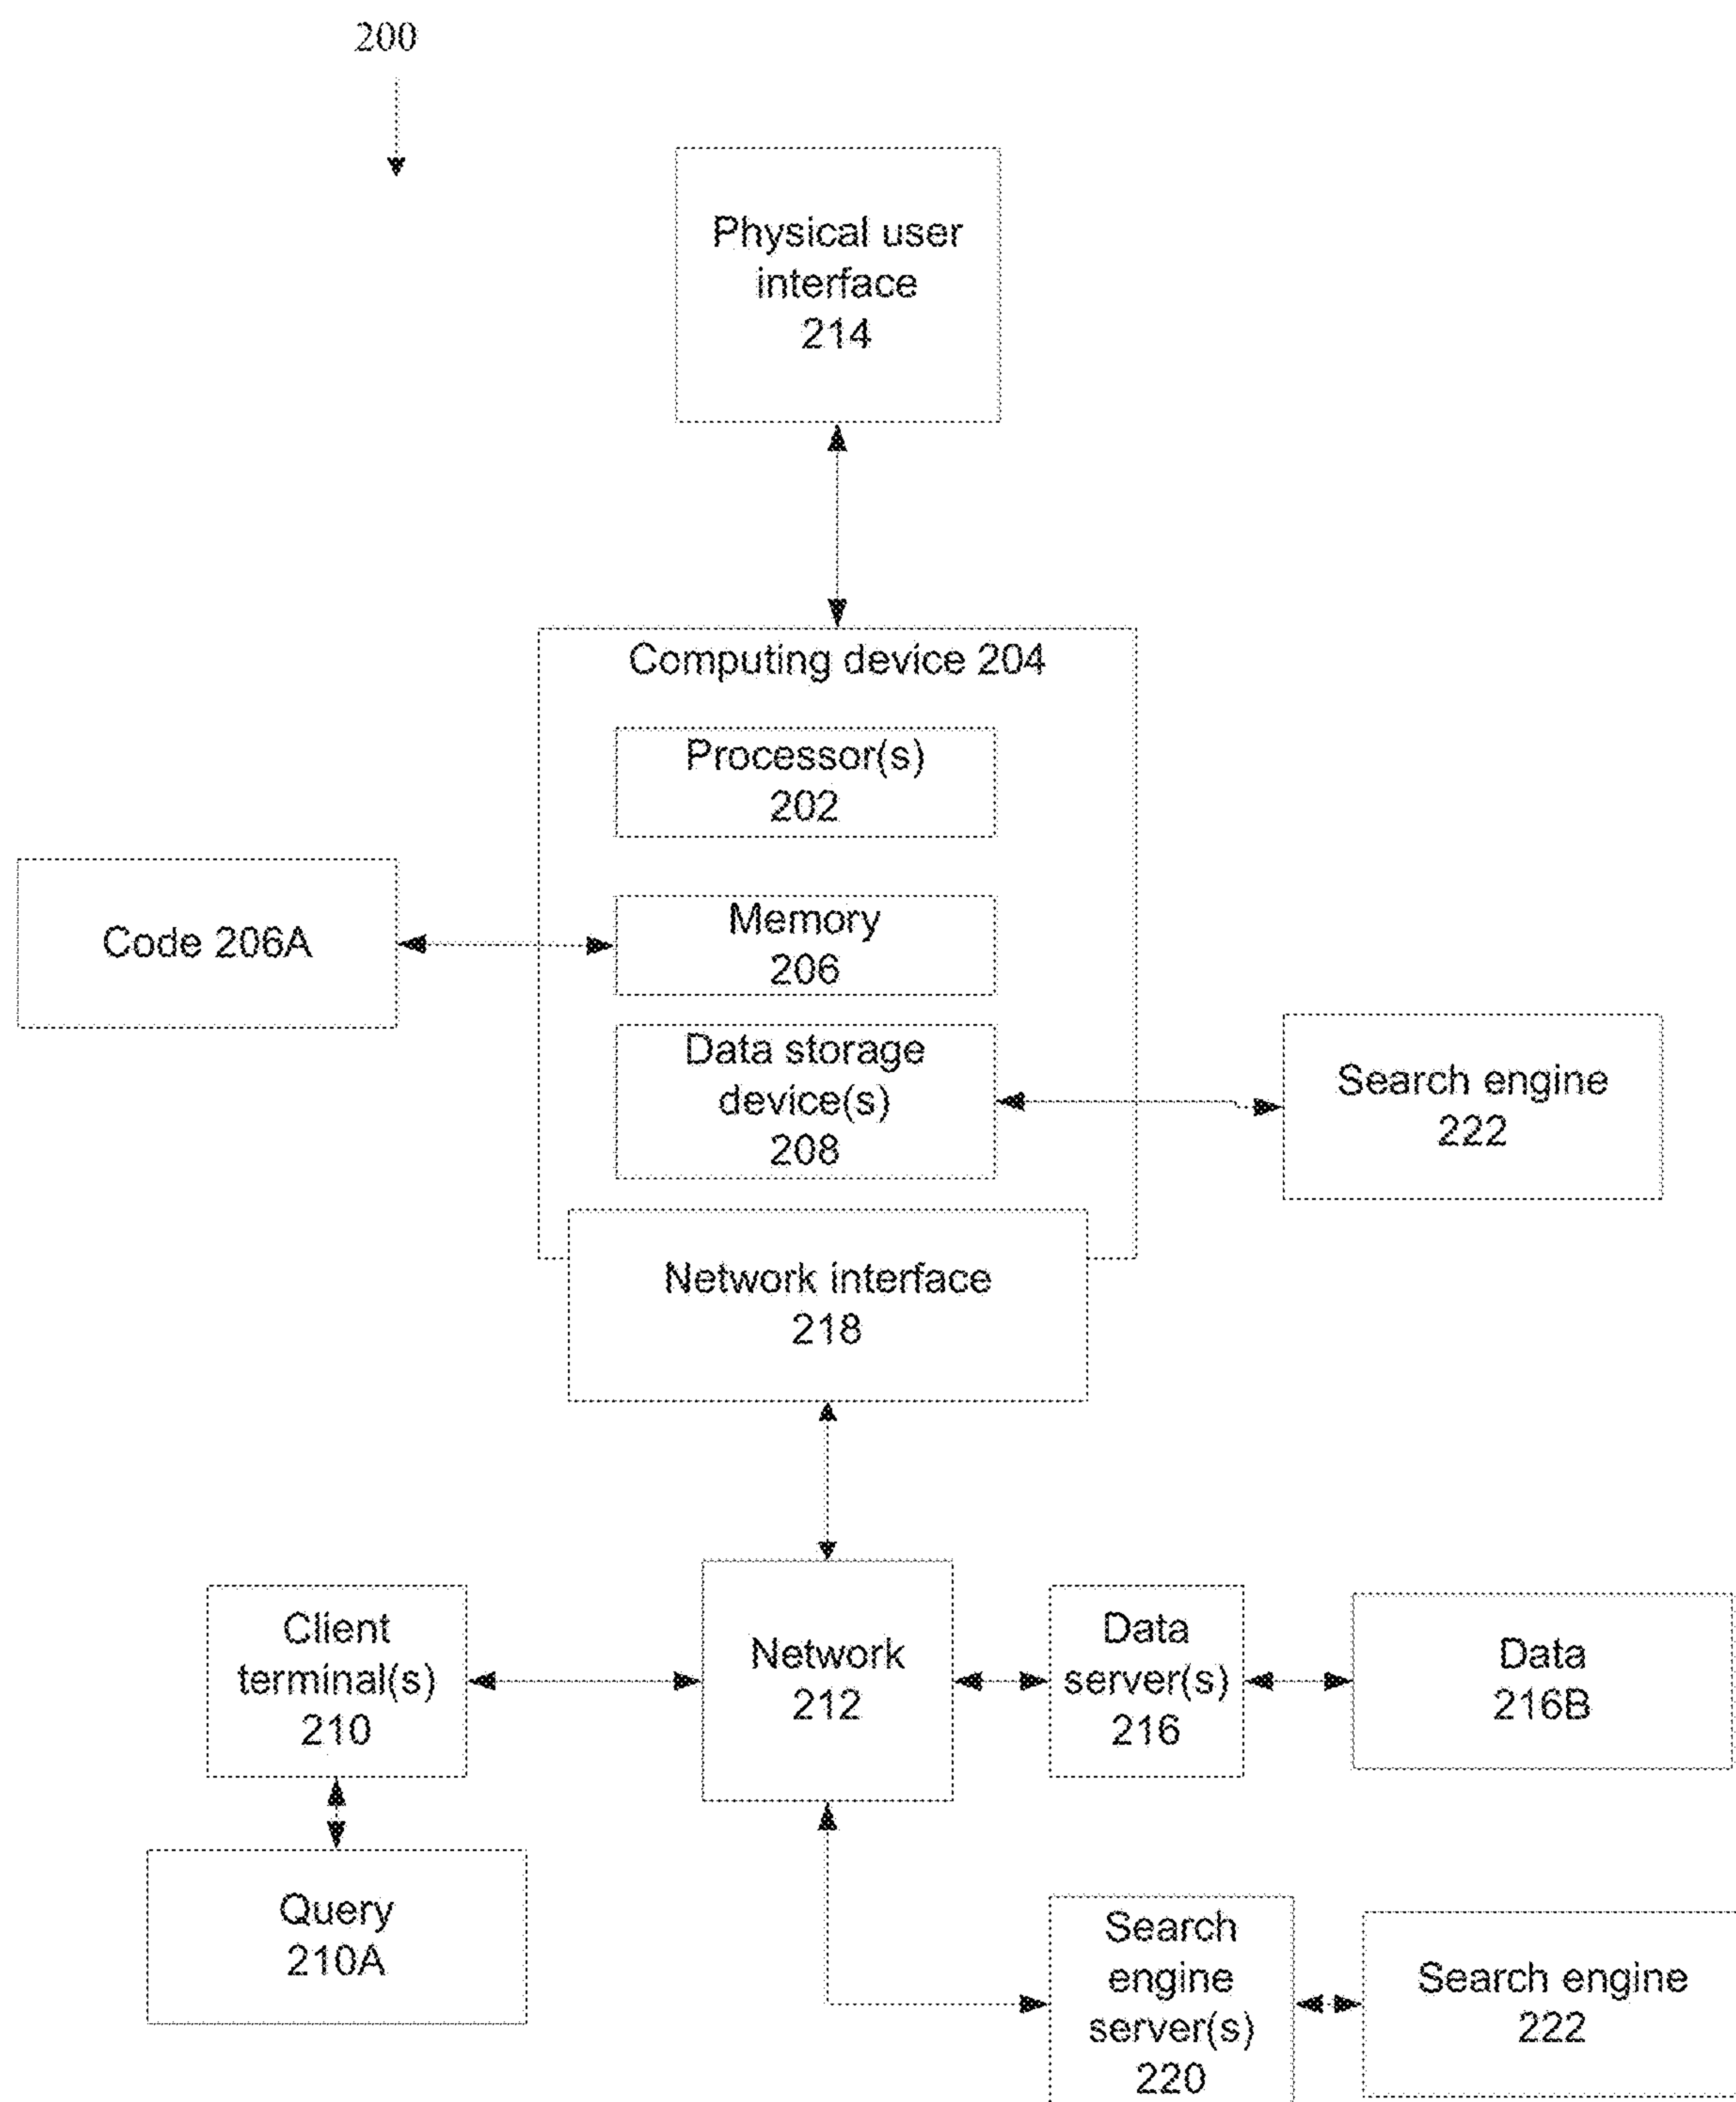 200
Physical user
interface
214
Computing device 204
Processor(s)
202
Code 206A
Memory
206
Data storage
device(s)
208
Search engine
222
Network interface
218
Client
terminal(s)
210
Network
212
Data
server(s)
216
Data
216B
Query
210A
Search
engine
server(s)
220
Search engine
222